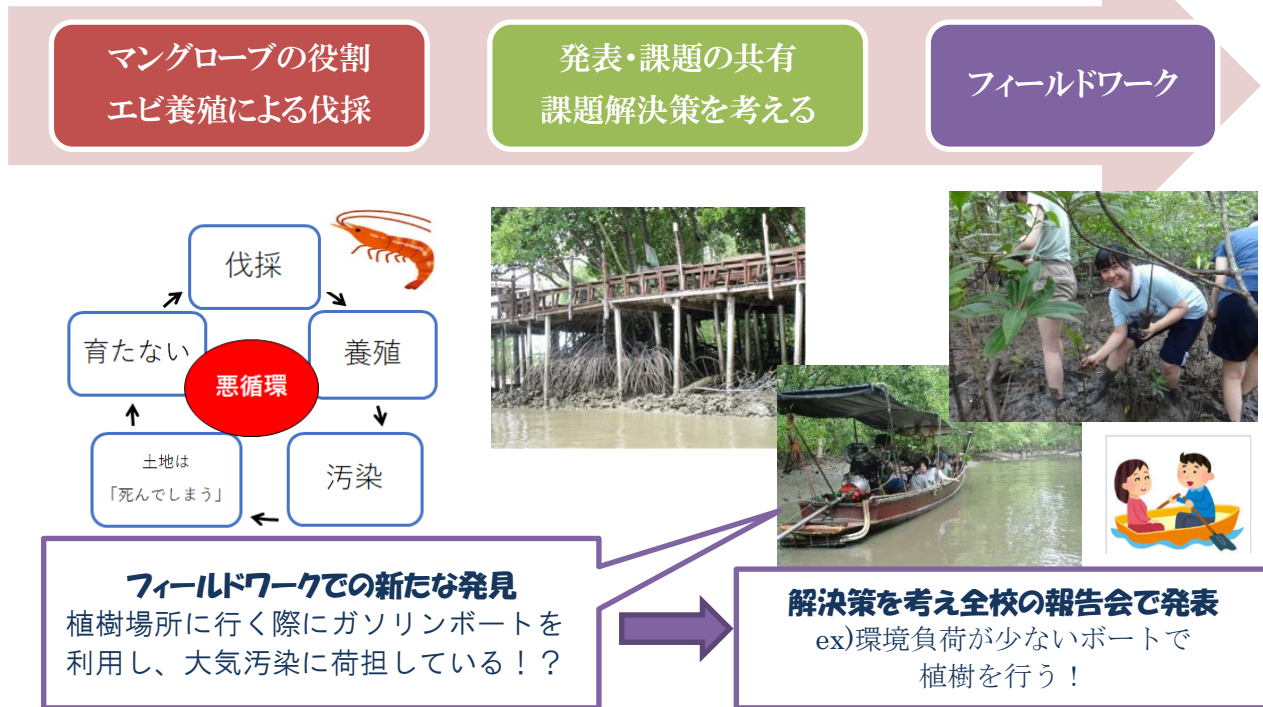 マングローブの役割
エビ養殖による伐採
発表・課題の共有
課題解決策を考える
フィールドワーク
伐採
養殖
汚染
土地は
「死んでしまう」
育たない
悪循環
フィールドワークでの新たな発見
植樹場所に行く際にガソリンボートを
利用し、大気汚染に荷担している！？
解決策を考え全校の報告会で発表
ex)環境負荷が少ないボートで
植樹を行う！